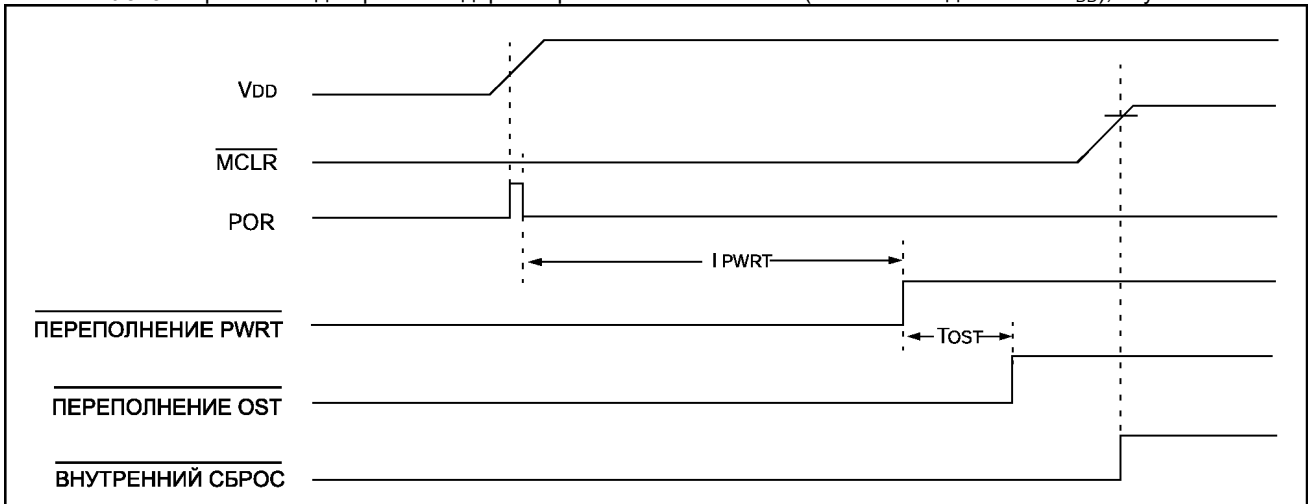 VDD
MCLR
POR
I PWRT
ПЕРЕПОЛНЕНИЕ PWRT
TOST
ПЕРЕПОЛНЕНИЕ OST
ВНУТРЕННИЙ СБРОС